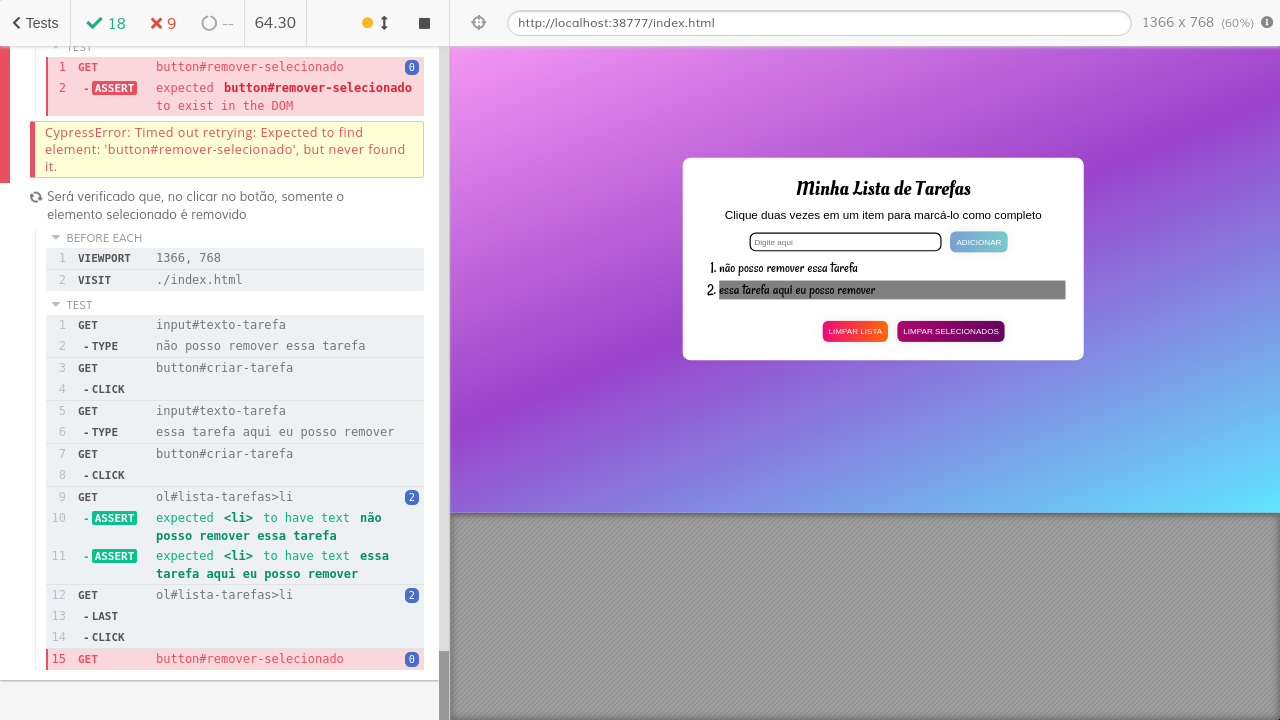 Tests 18 9 -- 64.30
http://localhost:38777/index.html 1366 x 768 (60%)
TEST
1 GET button#remover-selecionado 0
2 - ASSERT expected button#remover-selecionado
to exist in the DOM
CypressError: Timed out retrying: Expected to find
element: 'button#remover-selecionado', but never found
it.
Será verificado que, no clicar no botão, somente o
elemento selecionado é removido
BEFORE EACH
1 VIEWPORT 1366, 768
2 VISIT ./index.html
TEST
1 GET input#texto-tarefa
2 - TYPE não posso remover essa tarefa
3 GET button#criar-tarefa
4 - CLICK
5 GET input#texto-tarefa
6 - TYPE essa tarefa aqui eu posso remover
7 GET button#criar-tarefa
8 - CLICK
9 GET ol#lista-tarefas>li 2
10 - ASSERT expected <li> to have text não
posso remover essa tarefa
11 - ASSERT expected <li> to have text essa
tarefa aqui eu posso remover
12 GET ol#lista-tarefas>li 2
13 - LAST
14 - CLICK
15 GET button#remover-selecionado 0
Minha Lista de Tarefas
Clique duas vezes em um item para marcá-lo como completo
Digite aqui ADICIONAR
1. não posso remover essa tarefa
2. essa tarefa aqui eu posso remover
LIMPAR LISTA LIMPAR SELECIONADOS